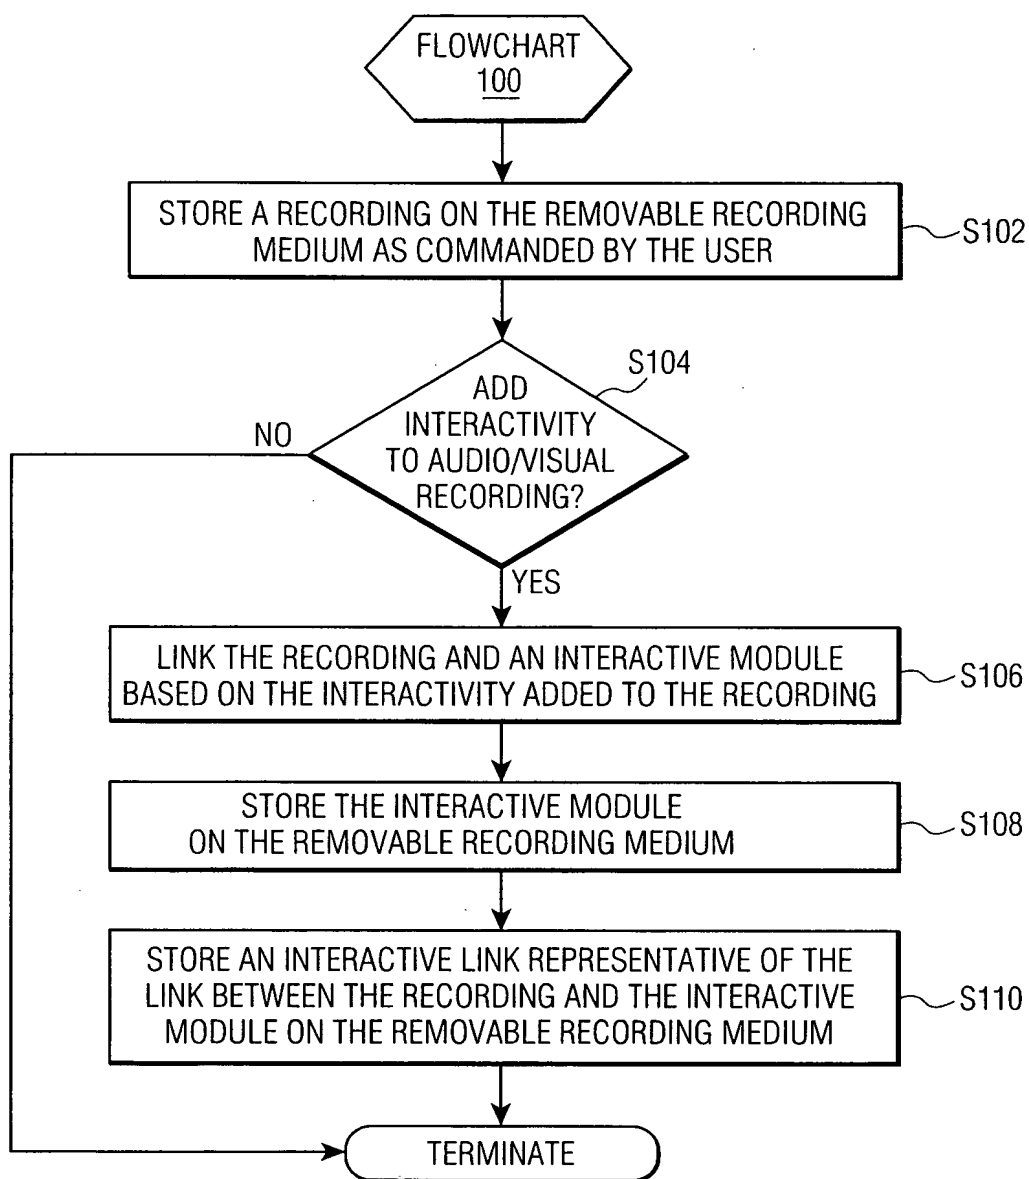 FLOWCHART
100
STORE A RECORDING ON THE REMOVABLE RECORDING
MEDIUM AS COMMANDED BY THE USER
S102
S104
ADD
INTERACTIVITY
TO AUDIO/VISUAL
RECORDING?
NO
YES
LINK THE RECORDING AND AN INTERACTIVE MODULE
BASED ON THE INTERACTIVITY ADDED TO THE RECORDING
S106
STORE THE INTERACTIVE MODULE
ON THE REMOVABLE RECORDING MEDIUM
S108
STORE AN INTERACTIVE LINK REPRESENTATIVE OF THE
LINK BETWEEN THE RECORDING AND THE INTERACTIVE
MODULE ON THE REMOVABLE RECORDING MEDIUM
S110
TERMINATE